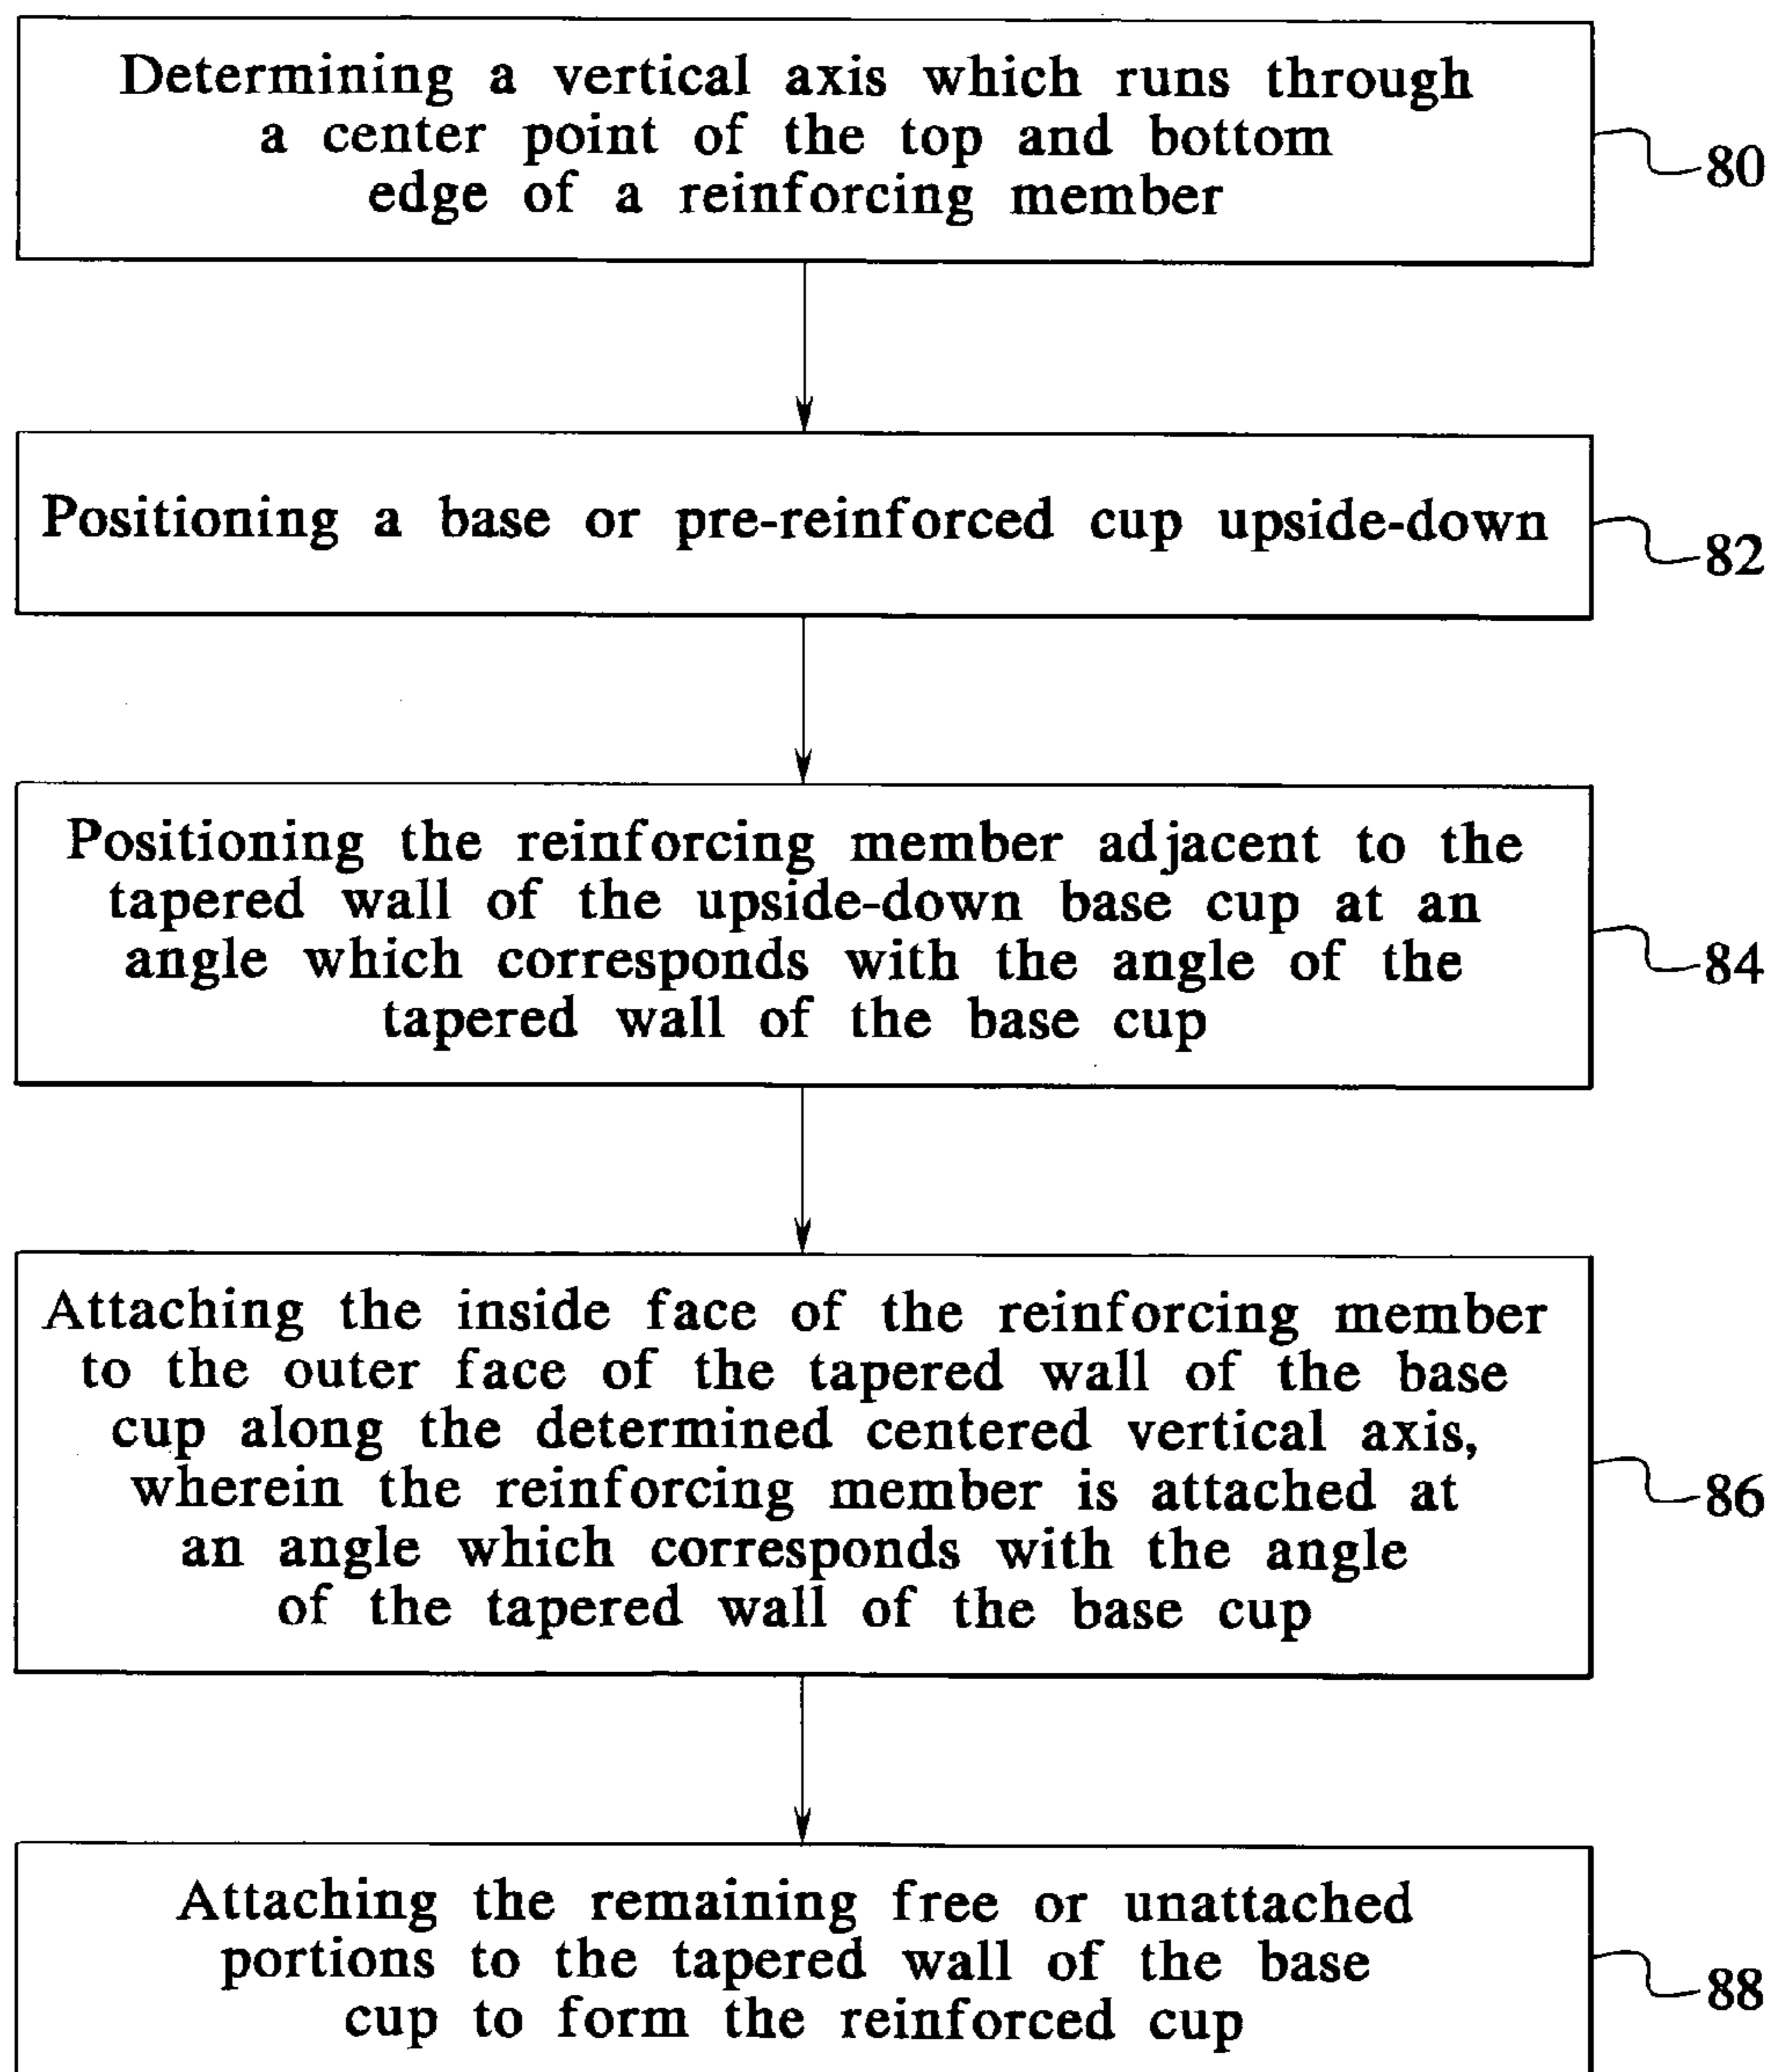 Determining a vertical axis which runs through
a center point of the top and bottom
edge of a reinforcing member
80
Positioning a base or pre-reinforced cup upside-down
82
Positioning the reinforcing member adjacent to the
tapered wall of the upside-down base cup at an
angle which corresponds with the angle of the
tapered wall of the base cup
84
Attaching the inside face of the reinforcing member
to the outer face of the tapered wall of the base
cup along the determined centered vertical axis,
wherein the reinforcing member is attached at
an angle which corresponds with the angle
of the tapered wall of the base cup
86
Attaching the remaining free or unattached
portions to the tapered wall of the base
cup to form the reinforced cup
88